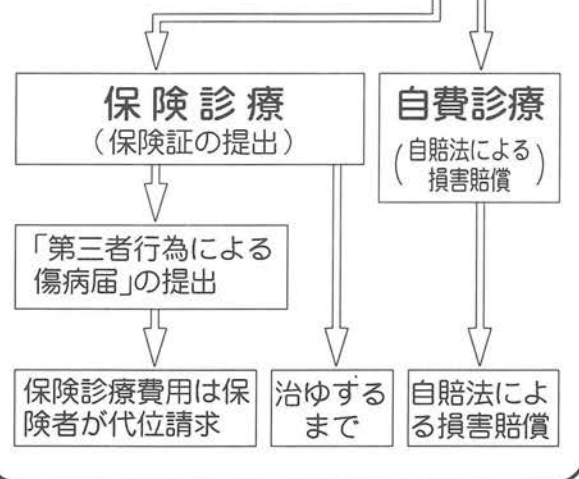 保険診療
（保険証の提出）
自費診療
（自賠法による
損害賠償）
「第三者行為による
傷病届」の提出
保険診療費用は保
険者が代位請求
治ゆする
まで
自賠法によ
る損害賠償